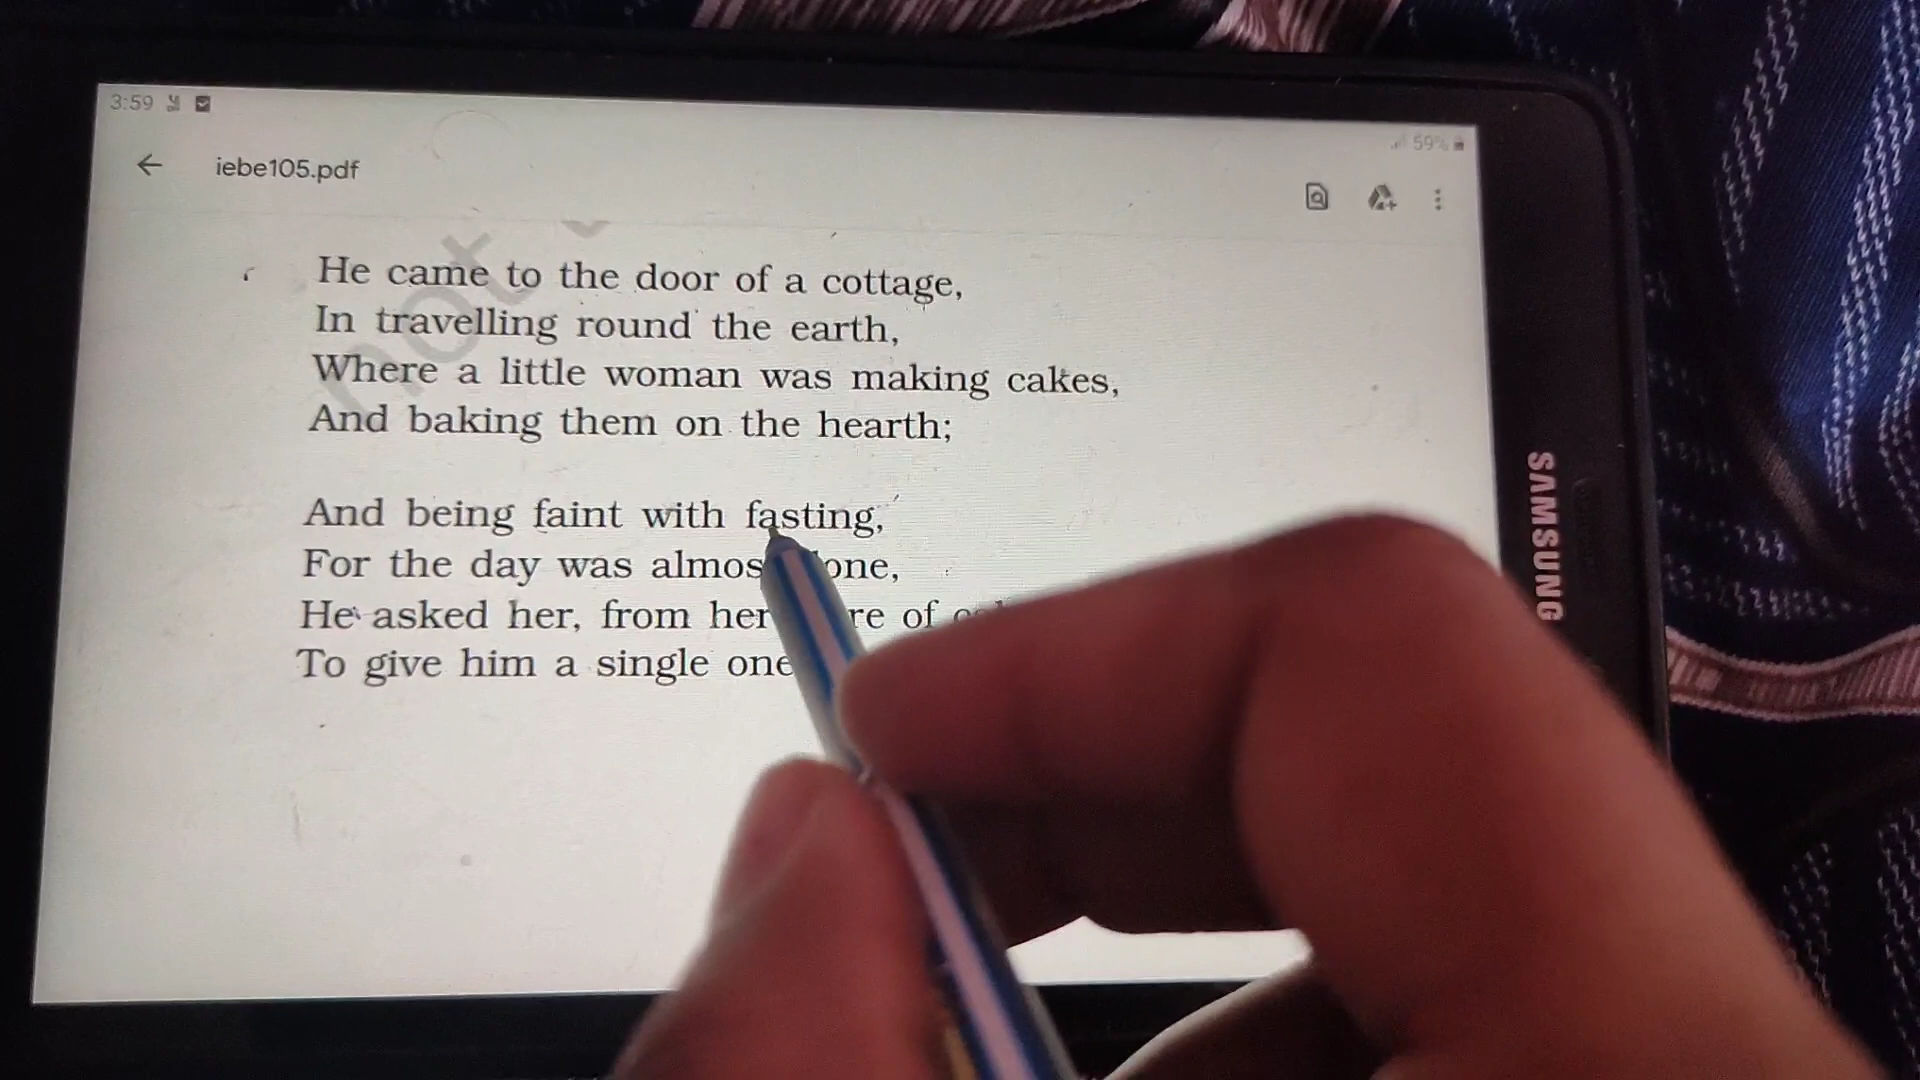 3:59
59%
iebe105.pdf
not
He came to the door of a cottage,
In travelling round the earth,
Where a little woman was making cakes,
And baking them on the hearth;
And being faint with fasting,
For the day was almos one,
He asked her, from her re of
To give him a single one
SAMSUNG